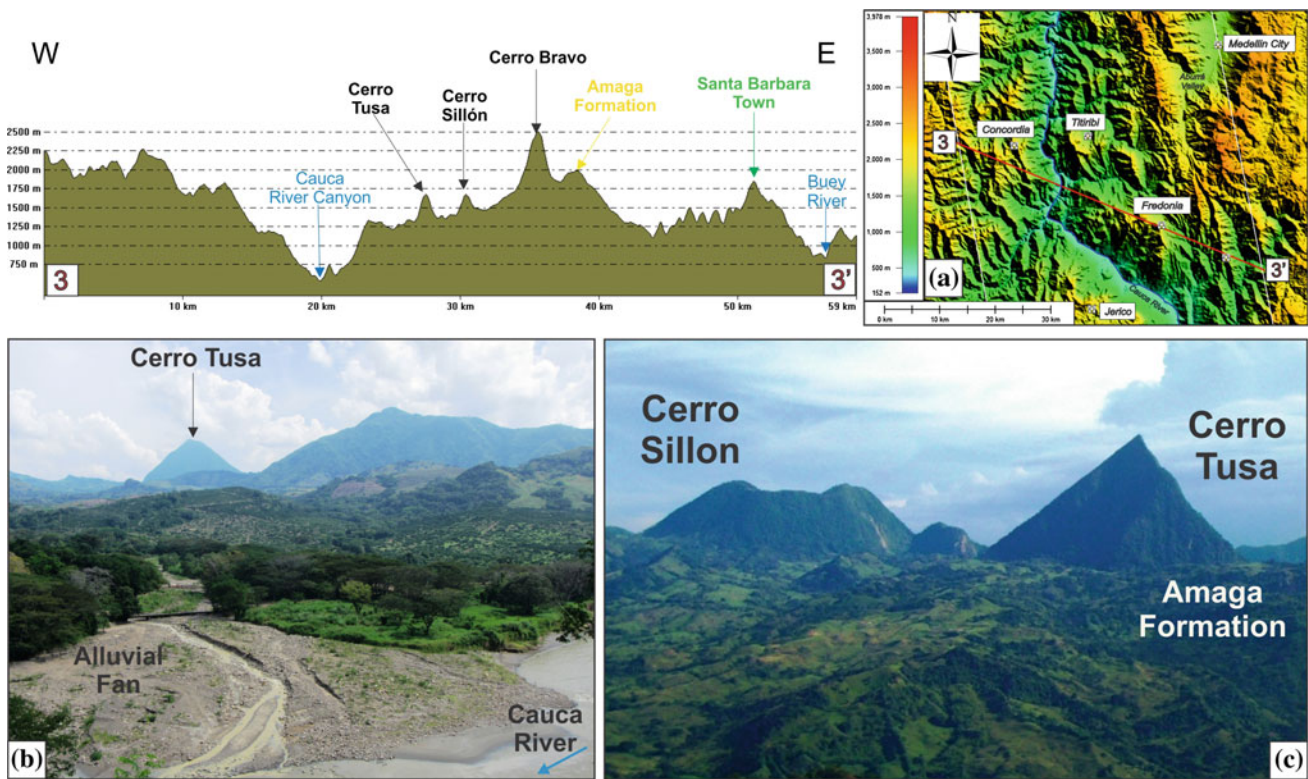 W
E
Cerro Bravo
Cerro
Tusa
Cerro
Sillón
Amaga
Formation
Santa Barbara
Town
2500 m
2250 m
2000 m
1750 m
1500 m
1250 m
1000 m
750 m
Cauca
River Canyon
Buey
River
3
3'
10 km
20 km
30 km
40 km
50 km
59 km
3,978 m
3,500 m
3,000 m
2,500 m
2,000 m
1,500 m
1,000 m
500 m
152 m
N
Medellin City
Aburrá
Valley
Concordia
Titiribi
3
Fredonia
3'
(a)
Cauca River
Jerico
0 km
10 km
20 km
30 km
Cerro Tusa
Alluvial
Fan
Cauca
River
(b)
Cerro
Sillon
Cerro
Tusa
Amaga
Formation
(c)